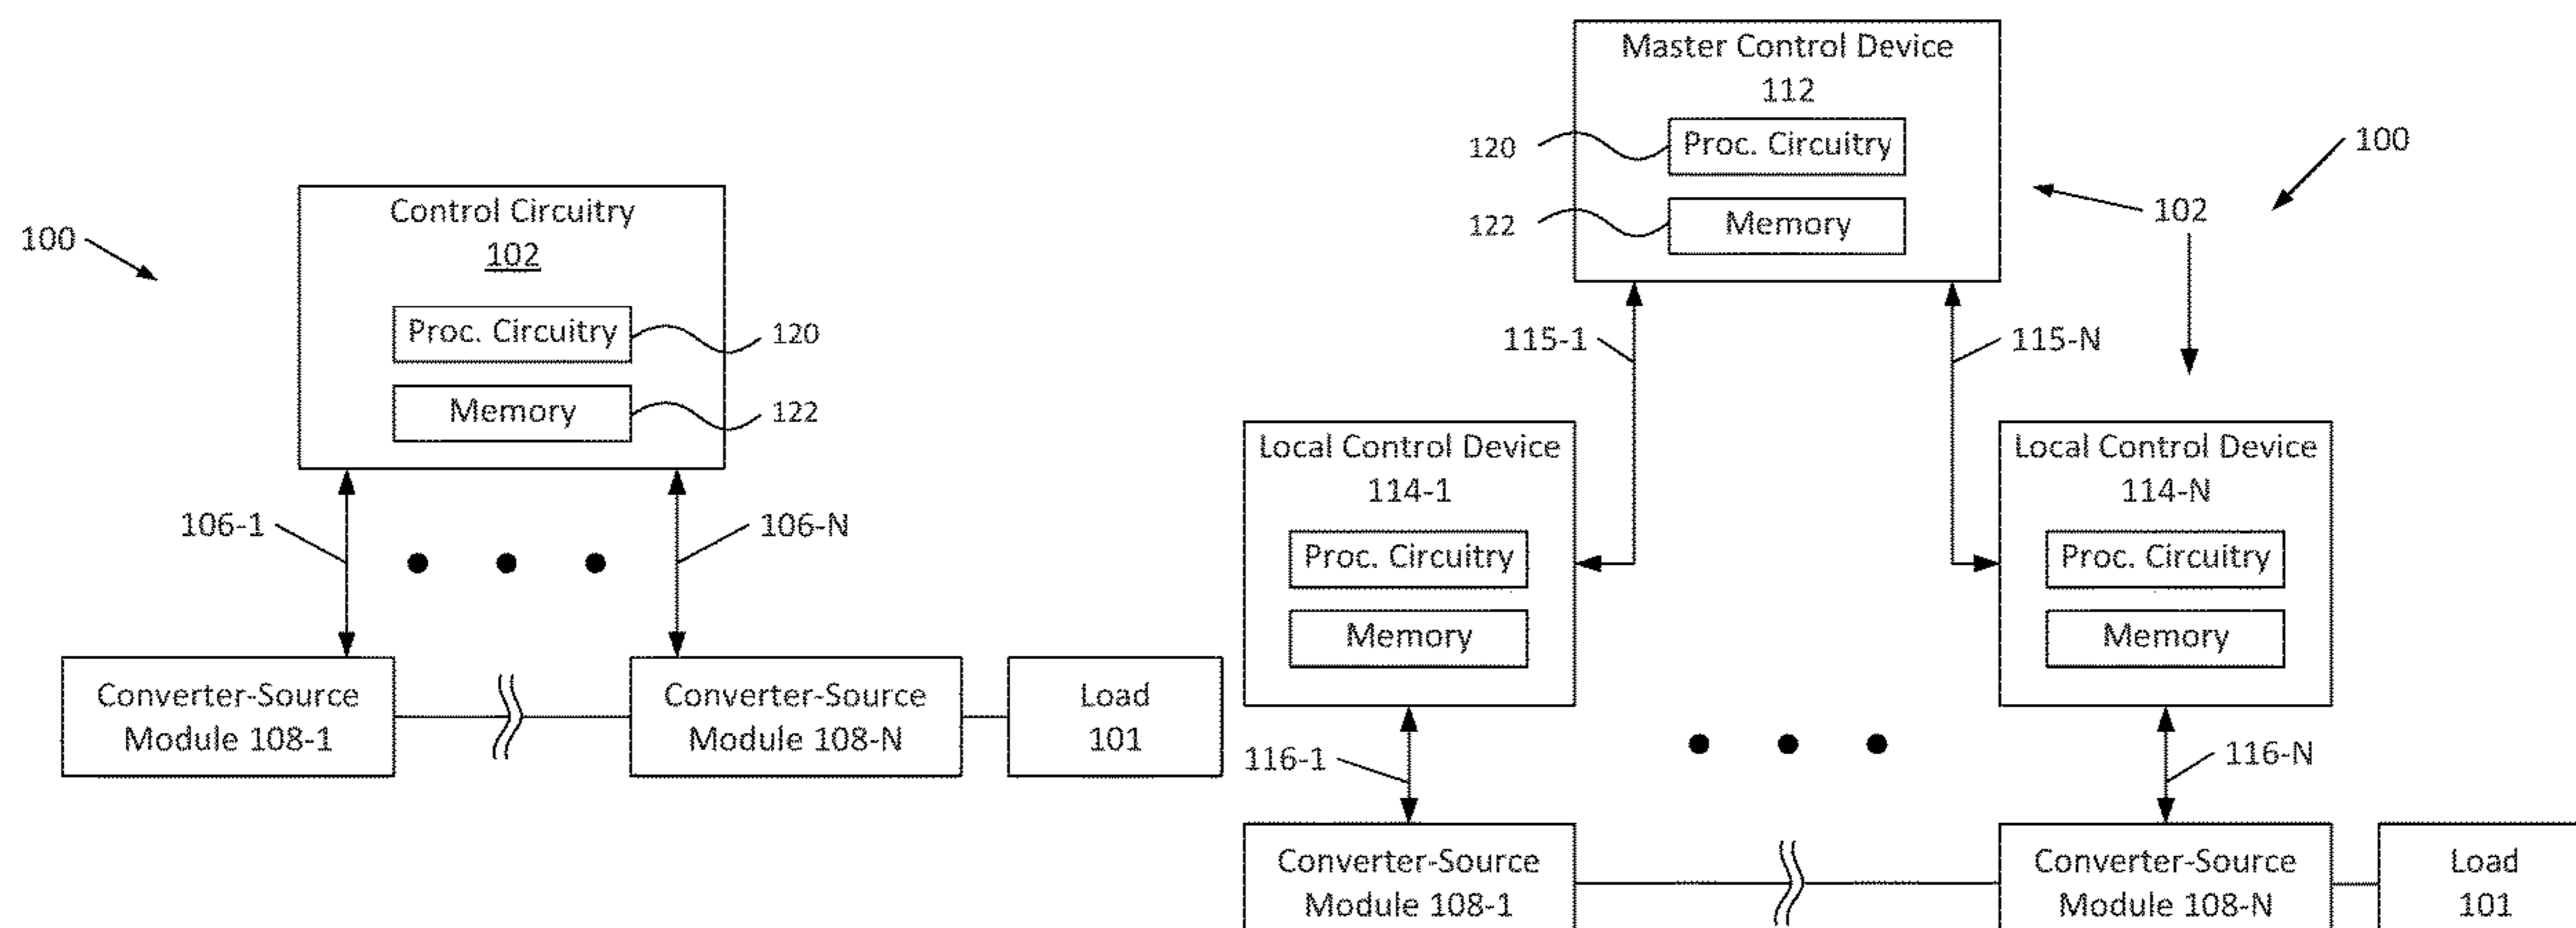 100
Control Circuitry
102
Proc. Circuitry
120
Memory
122
106-1
106-N
Converter-Source
Module 108-1
Converter-Source
Module 108-N
Load
101
Master Control Device
112
120
Proc. Circuitry
122
Memory
102
100
115-1
115-N
Local Control Device
114-1
Proc. Circuitry
Memory
Local Control Device
114-N
Proc. Circuitry
Memory
116-1
116-N
Converter-Source
Module 108-1
Converter-Source
Module 108-N
Load
101